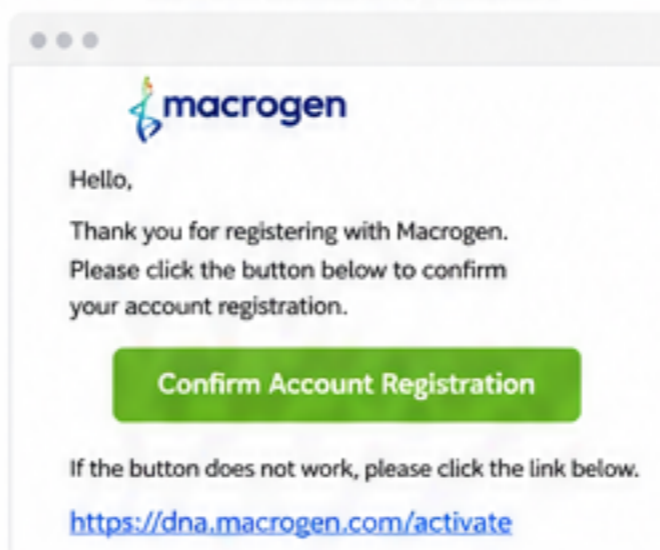 macrogen
Hello,
Thank you for registering with Macrogen.
Please click the button below to confirm
your account registration.
Confirm Account Registration
If the button does not work, please click the link below.
https://dna.macrogen.com/activate